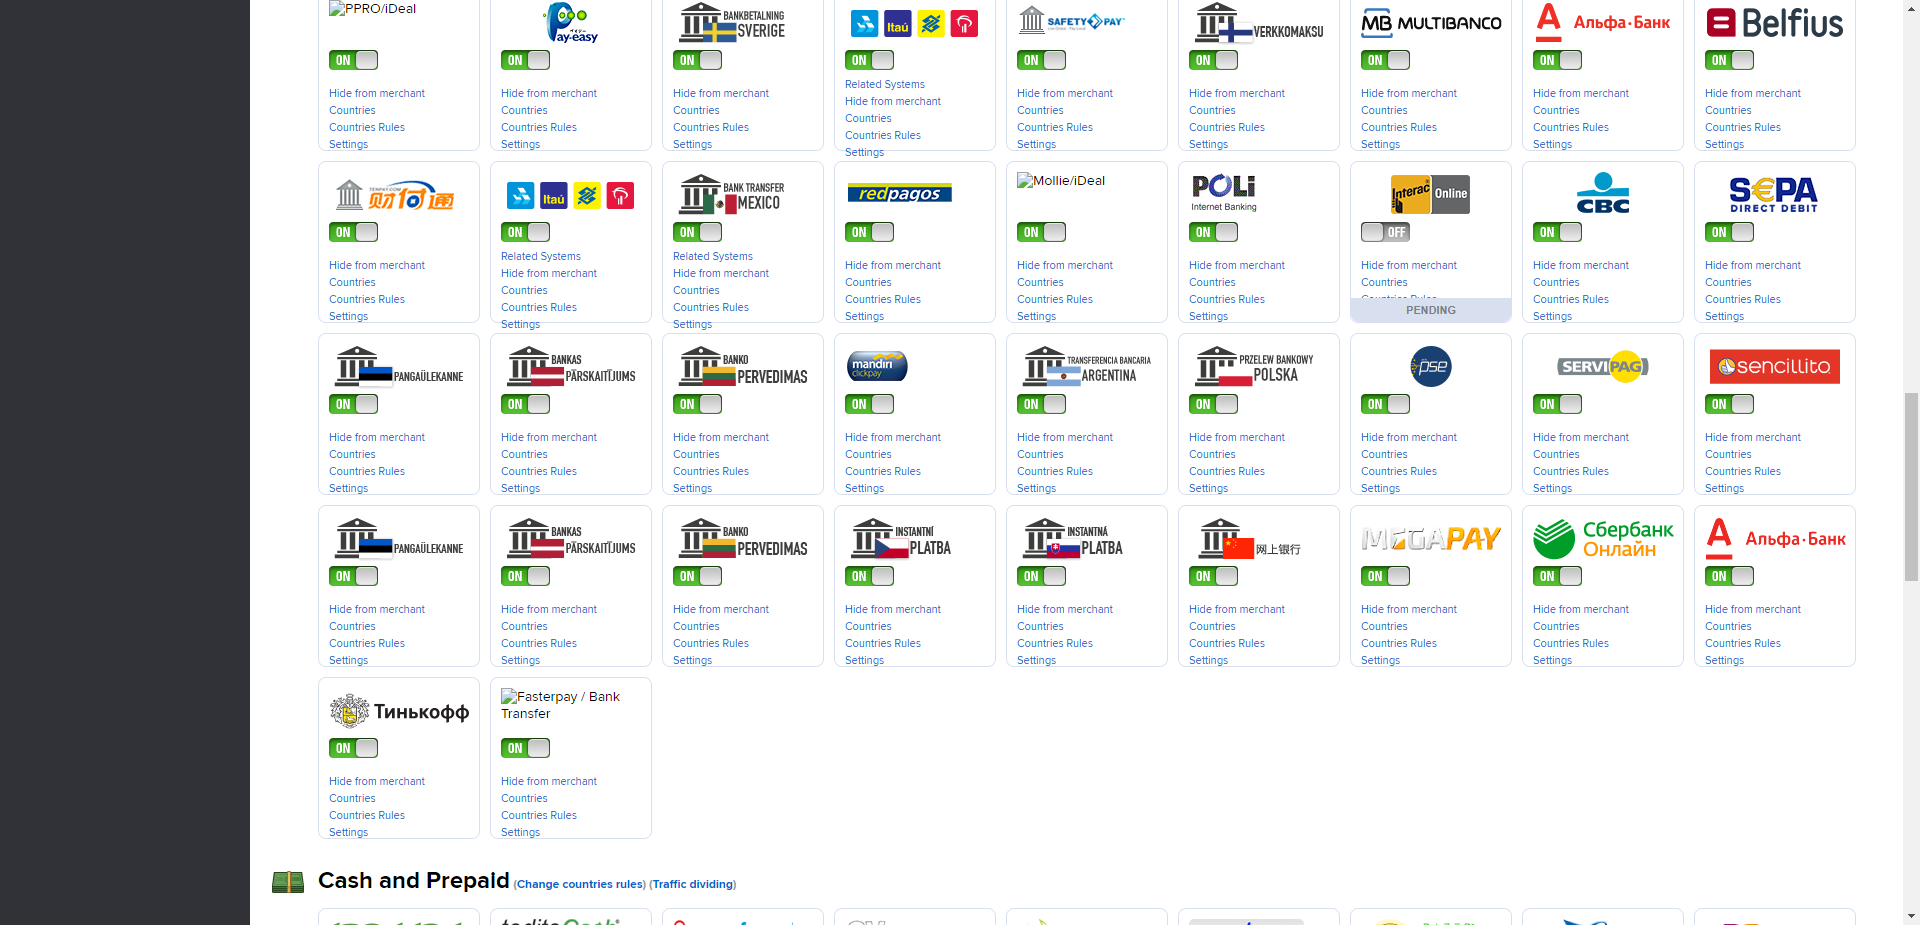 PPRO/iDeal
ON
Hide from merchant
Countries
Countries Rules
Settings
ペイジー
Pay-easy
ON
Hide from merchant
Countries
Countries Rules
Settings
BANKBETALNING
SVERIGE
ON
Hide from merchant
Countries
Countries Rules
Settings
Itaú
ON
Related Systems
Hide from merchant
Countries
Countries Rules
Settings
SAFETYPAY
ON
Hide from merchant
Countries
Countries Rules
Settings
VERKKOMAKSU
ON
Hide from merchant
Countries
Countries Rules
Settings
MB MULTIBANCO
ON
Hide from merchant
Countries
Countries Rules
Settings
Альфа·Банк
ON
Hide from merchant
Countries
Countries Rules
Settings
Belfius
ON
Hide from merchant
Countries
Countries Rules
Settings
TENPAY.COM
财付通
ON
Hide from merchant
Countries
Countries Rules
Settings
Itaú
ON
Related Systems
Hide from merchant
Countries
Countries Rules
Settings
BANK TRANSFER
MEXICO
ON
Related Systems
Hide from merchant
Countries
Countries Rules
Settings
redpagos
ON
Hide from merchant
Countries
Countries Rules
Settings
Mollie/iDeal
ON
Hide from merchant
Countries
Countries Rules
Settings
POLi
Internet Banking
ON
Hide from merchant
Countries
Countries Rules
Settings
Interac Online
OFF
Hide from merchant
Countries
Countries Rules
PENDING
CBC
ON
Hide from merchant
Countries
Countries Rules
Settings
S€PA
DIRECT DEBIT
ON
Hide from merchant
Countries
Countries Rules
Settings
PANGAÜLEKANNE
ON
Hide from merchant
Countries
Countries Rules
Settings
BANKAS
PĀRSKAITĪJUMS
ON
Hide from merchant
Countries
Countries Rules
Settings
BANKO
PERVEDIMAS
ON
Hide from merchant
Countries
Countries Rules
Settings
mandiri
clickpay
ON
Hide from merchant
Countries
Countries Rules
Settings
TRANSFERENCIA BANCARIA
ARGENTINA
ON
Hide from merchant
Countries
Countries Rules
Settings
PRZELEW BANKOWY
POLSKA
ON
Hide from merchant
Countries
Countries Rules
Settings
pse
ON
Hide from merchant
Countries
Countries Rules
Settings
SERVIPAG
ON
Hide from merchant
Countries
Countries Rules
Settings
sencillito
ON
Hide from merchant
Countries
Countries Rules
Settings
PANGAÜLEKANNE
ON
Hide from merchant
Countries
Countries Rules
Settings
BANKAS
PĀRSKAITĪJUMS
ON
Hide from merchant
Countries
Countries Rules
Settings
BANKO
PERVEDIMAS
ON
Hide from merchant
Countries
Countries Rules
Settings
INSTANTNÍ
PLATBA
ON
Hide from merchant
Countries
Countries Rules
Settings
INSTANTNÁ
PLATBA
ON
Hide from merchant
Countries
Countries Rules
Settings
网上银行
ON
Hide from merchant
Countries
Countries Rules
Settings
MEGAPAY
ON
Hide from merchant
Countries
Countries Rules
Settings
Сбербанк
Онлайн
ON
Hide from merchant
Countries
Countries Rules
Settings
Альфа·Банк
ON
Hide from merchant
Countries
Countries Rules
Settings
Тинькофф
ON
Hide from merchant
Countries
Countries Rules
Settings
Fasterpay / Bank
Transfer
ON
Hide from merchant
Countries
Countries Rules
Settings
Cash and Prepaid (Change countries rules) (Traffic dividing)